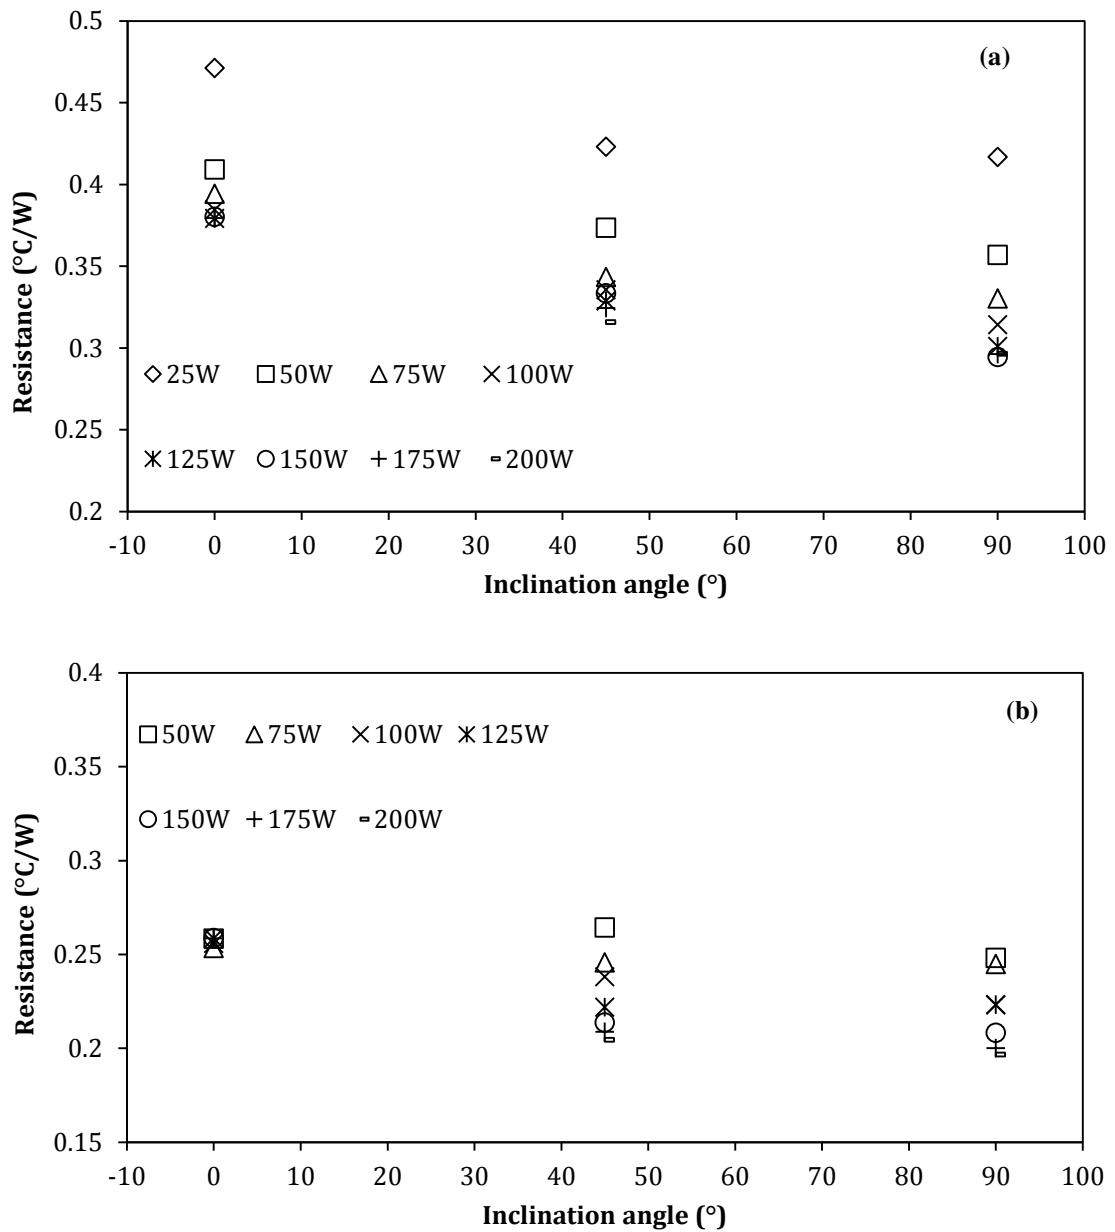 0.5
(a)
0.45
0.4
0.35
0.3
0.25
0.2
Resistance (°C/W)
25W 50W 75W 100W
125W 150W 175W 200W
-10 0 10 20 30 40 50 60 70 80 90 100
Inclination angle (°)
0.4
(b)
50W 75W 100W 125W
0.35
150W 175W 200W
0.3
0.25
0.2
0.15
Resistance (°C/W)
-10 0 10 20 30 40 50 60 70 80 90 100
Inclination angle (°)